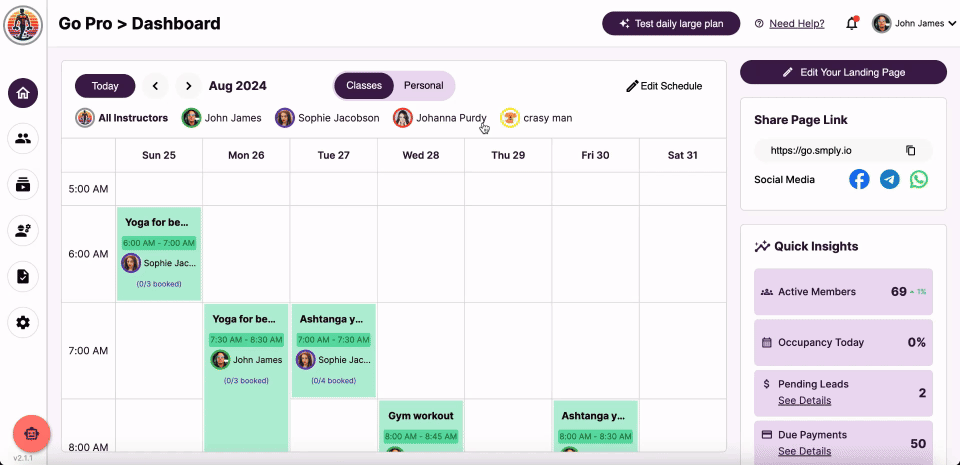 Go Pro > Dashboard
Test daily large plan
Need Help?
John James
Today
Aug 2024
Classes
Personal
Edit Schedule
Edit Your Landing Page
All Instructors
John James
Sophie Jacobson
Johanna Purdy
crasy man
Share Page Link
https://go.smply.io
Social Media
Sun 25
Mon 26
Tue 27
Wed 28
Thu 29
Fri 30
Sat 31
5:00 AM
6:00 AM
Yoga for be...
6:00 AM - 7:00 AM
Sophie Jac...
(0/3 booked)
7:00 AM
Yoga for be...
7:30 AM - 8:30 AM
John James
(0/3 booked)
Ashtanga y...
7:00 AM - 7:30 AM
Sophie Jac...
(0/4 booked)
8:00 AM
Gym workout
8:00 AM - 8:45 AM
Ashtanga y...
8:00 AM - 8:30 AM
Quick Insights
Active Members
69
1%
Occupancy Today
0%
Pending Leads
See Details
2
Due Payments
See Details
50
v2.1.1